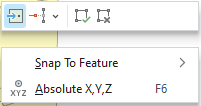 Snap To Feature
XYZ Absolute X,Y,Z F6